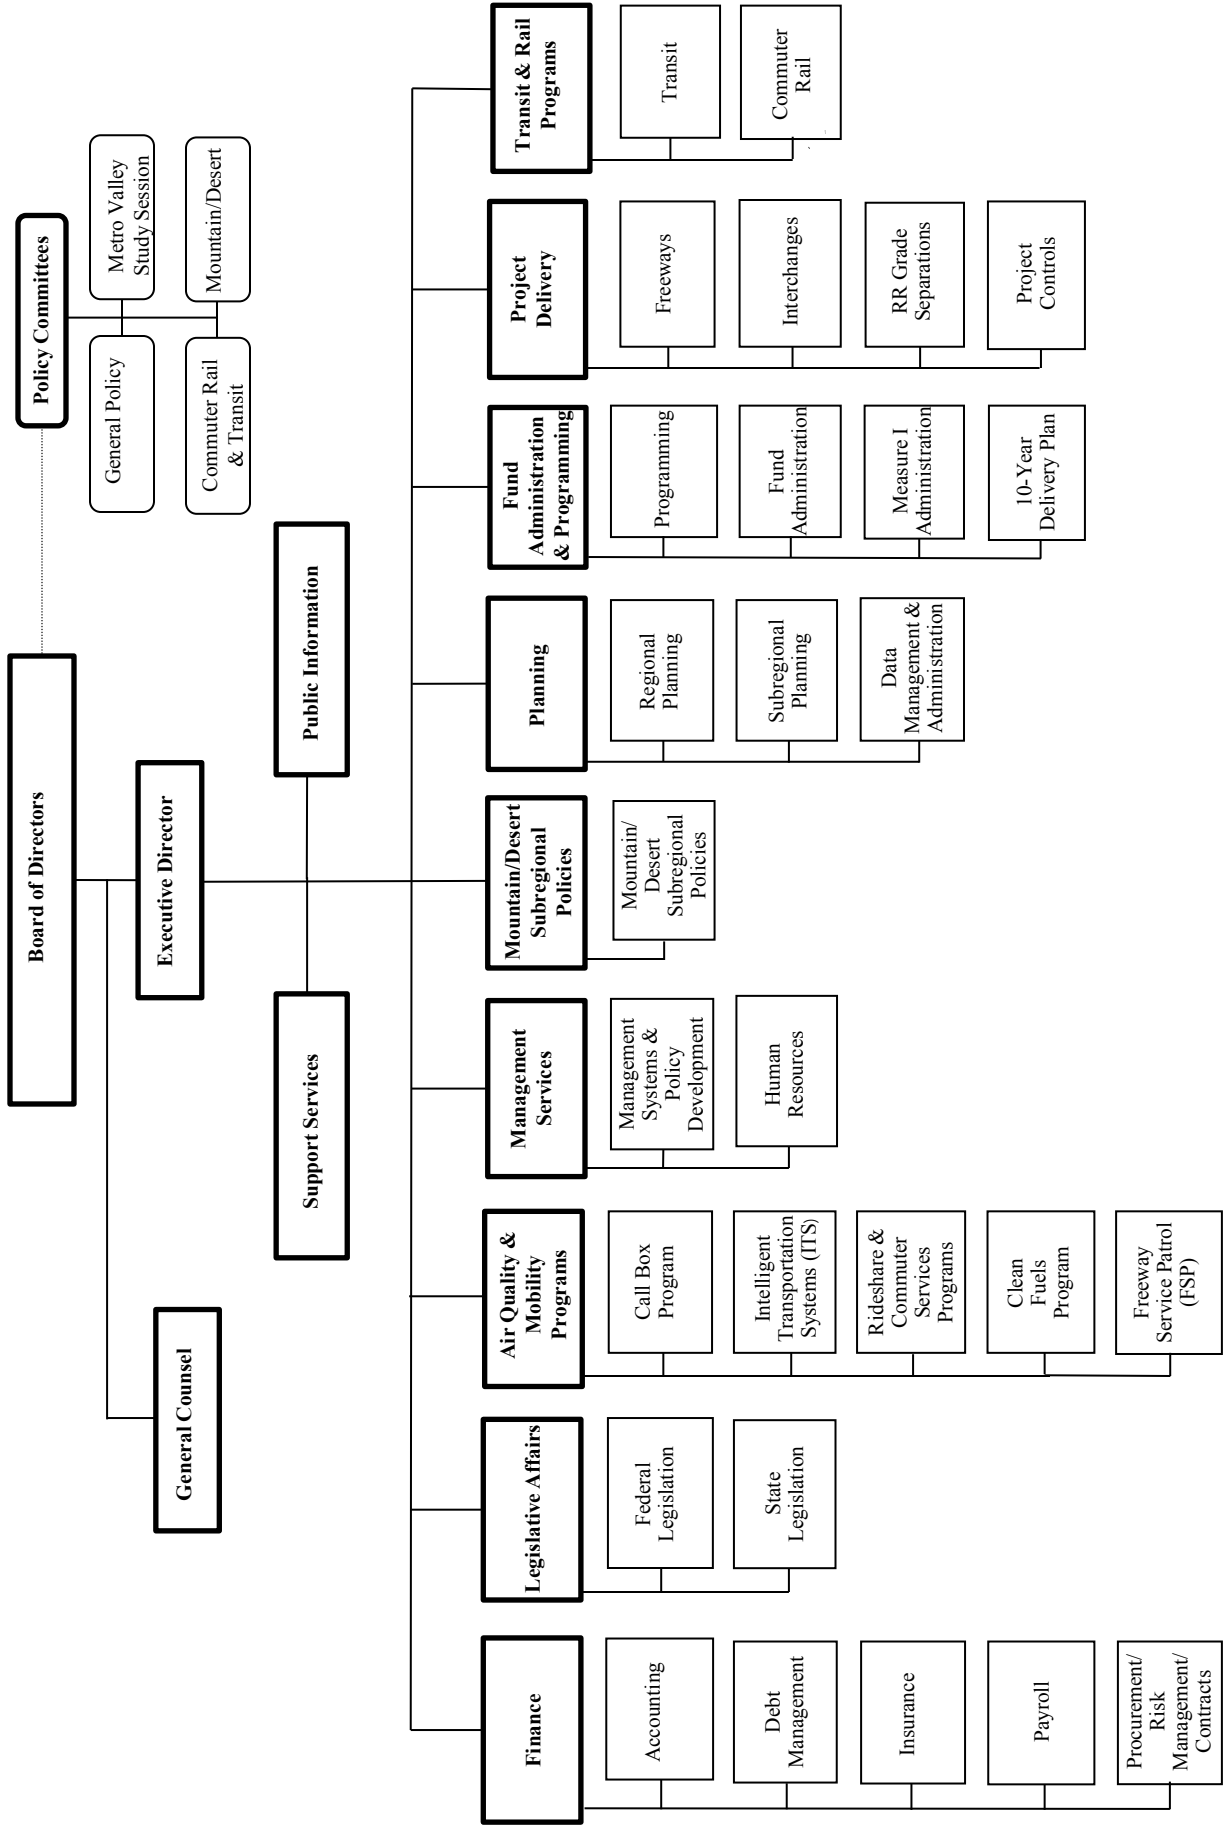 Board of Directors
Policy Committees
General Policy
Metro Valley
Study Session
Commuter Rail
& Transit
Mountain/Desert
General Counsel
Executive Director
Support Services
Public Information
Finance
Accounting
Debt
Management
Insurance
Payroll
Procurement/
Risk
Management/
Contracts
Legislative Affairs
Federal
Legislation
State
Legislation
Air Quality &
Mobility
Programs
Call Box
Program
Intelligent
Transportation
Systems (ITS)
Rideshare &
Commuter
Services
Programs
Clean
Fuels
Program
Freeway
Service Patrol
(FSP)
Management
Services
Management
Systems &
Policy
Development
Human
Resources
Mountain/Desert
Subregional
Policies
Mountain/
Desert
Subregional
Policies
Planning
Regional
Planning
Subregional
Planning
Data
Management &
Administration
Fund
Administration
& Programming
Programming
Fund
Administration
Measure I
Administration
10-Year
Delivery Plan
Project
Delivery
Freeways
Interchanges
RR Grade
Separations
Project
Controls
Transit & Rail
Programs
Transit
Commuter
Rail